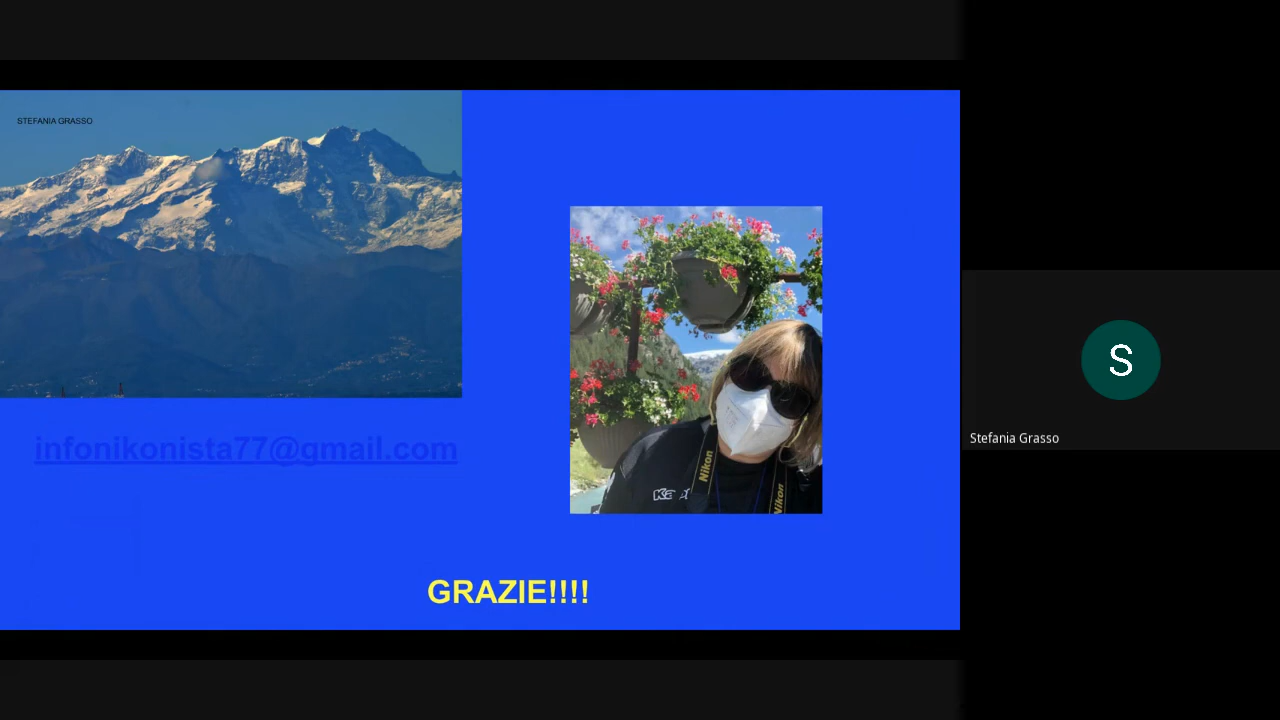 STEFANIA GRASSO
infonikonista77@gmail.com
Nikon
Nikon
GRAZIE!!!!
S
Stefania Grasso